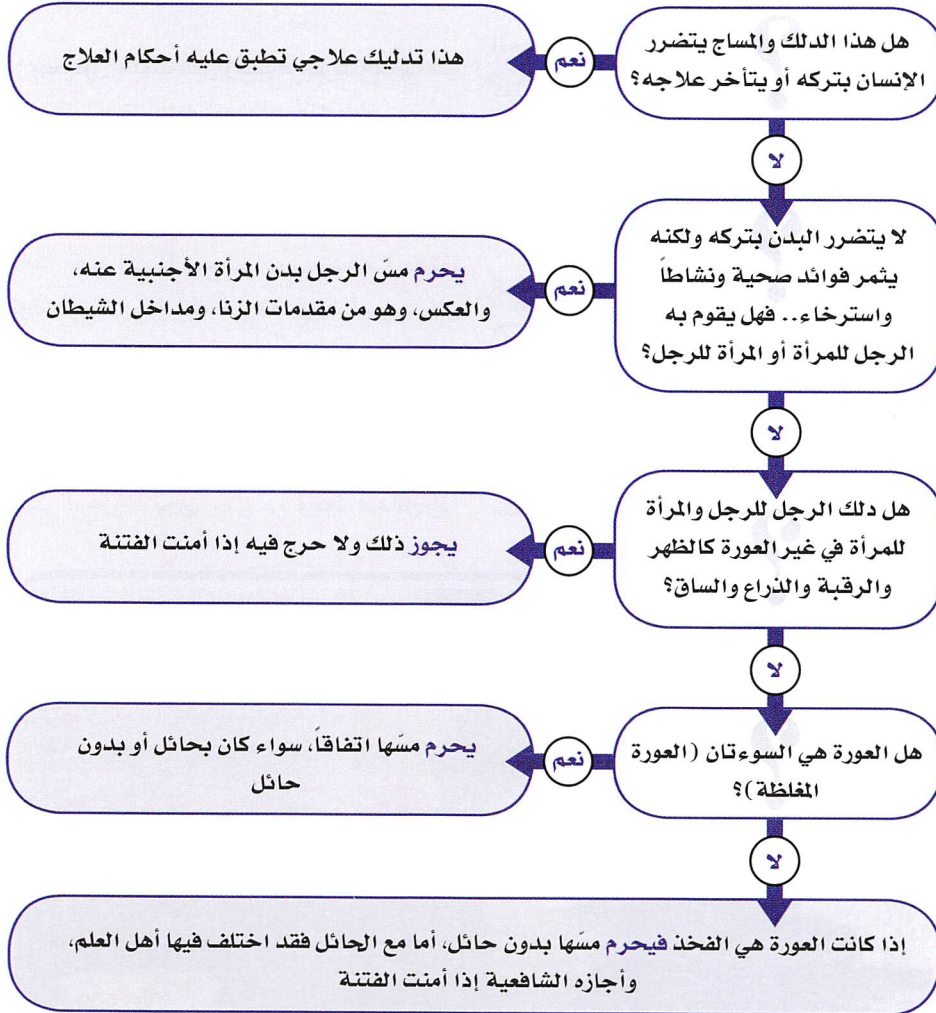 هل هذا الدلك والمساج يتضرر
الإنسان بتركه أو يتأخر علاجه؟
نعم
هذا تدليك علاجي تطبق عليه أحكام العلاج
لا
لا يتضرر البدن بتركه ولكنه
يثمر فوائد صحية ونشاطاً
واسترخاء.. فهل يقوم به
الرجل للمرأة أو المرأة للرجل؟
نعم
يحرم مسّ الرجل بدن المرأة الأجنبية عنه،
والعكس، وهو من مقدمات الزنا، ومداخل الشيطان
لا
هل دلك الرجل للرجل والمرأة
للمرأة في غير العورة كالظهر
والرقبة والذراع والساق؟
نعم
يجوز ذلك ولا حرج فيه إذا أمنت الفتنة
لا
هل العورة هي السوءتان (العورة
المغلظة)؟
نعم
يحرم مسّها اتفاقاً، سواء كان بحائل أو بدون
حائل
لا
إذا كانت العورة هي الفخذ فيحرم مسّها بدون حائل، أما مع الحائل فقد اختلف فيها أهل العلم،
وأجازه الشافعية إذا أمنت الفتنة